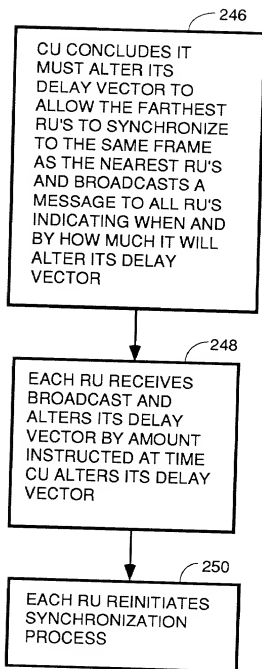 246
CU CONCLUDES IT
MUST ALTER ITS
DELAY VECTOR TO
ALLOW THE FARTHEST
RU'S TO SYNCHRONIZE
TO THE SAME FRAME
AS THE NEAREST RU'S
AND BROADCASTS A
MESSAGE TO ALL RU'S
INDICATING WHEN AND
BY HOW MUCH IT WILL
ALTER ITS DELAY
VECTOR
248
EACH RU RECEIVES
BROADCAST AND
ALTERS ITS DELAY
VECTOR BY AMOUNT
INSTRUCTED AT TIME
CU ALTERS ITS DELAY
VECTOR
250
EACH RU REINITIATES
SYNCHRONIZATION
PROCESS